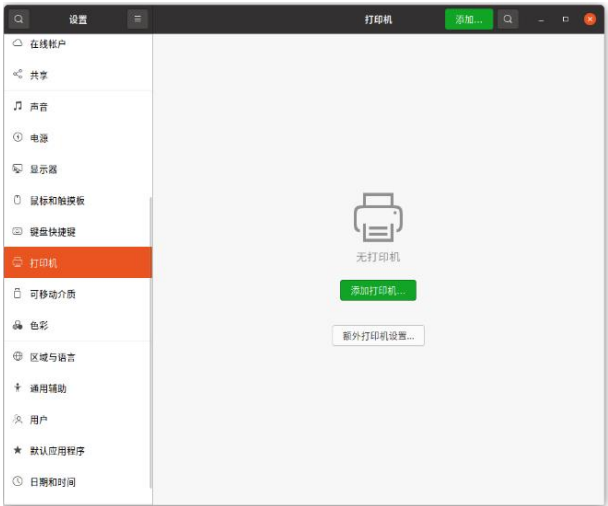 设置
打印机
添加...
在线帐户
共享
声音
电源
显示器
鼠标和触摸板
键盘快捷键
打印机
可移动介质
色彩
区域与语言
通用辅助
用户
默认应用程序
日期和时间
无打印机
添加打印机...
额外打印机设置...